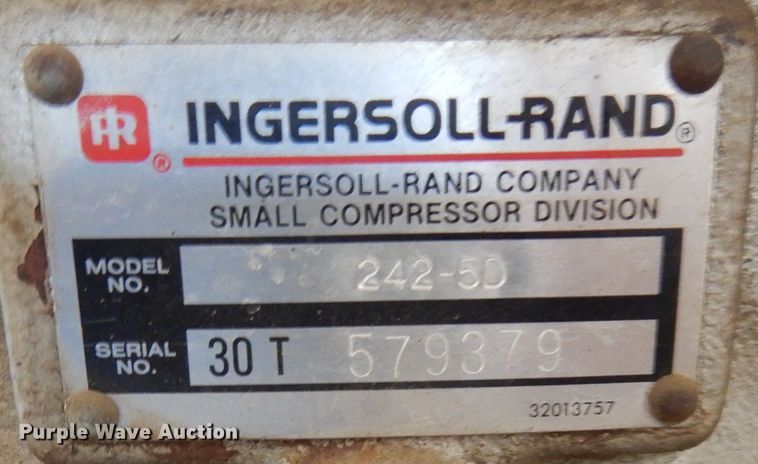 IR ® INGERSOLL-RAND ®
INGERSOLL-RAND COMPANY
SMALL COMPRESSOR DIVISION
MODEL NO. 242-5D
SERIAL NO. 30 T 579379
32013757
Purple Wave Auction